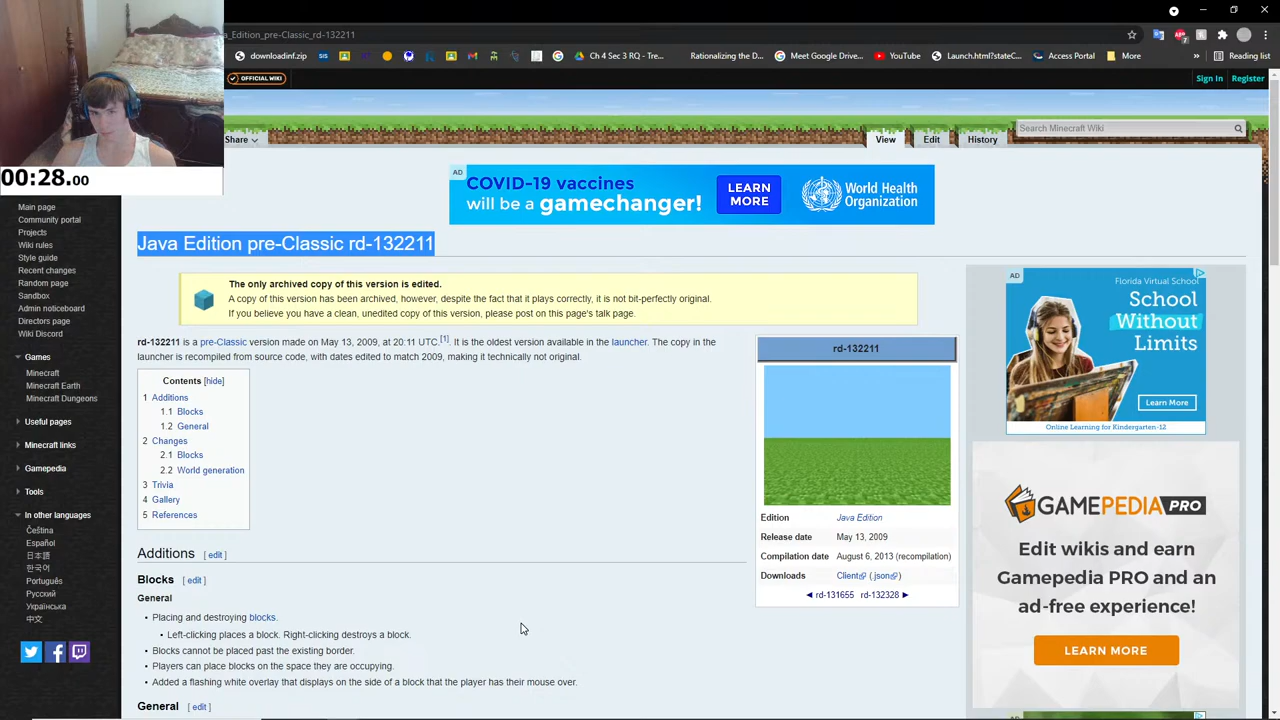 a_Edition_pre-Classic_rd-132211
downloadinf.zip
SIS
Ch 4 Sec 3 RQ - Tre...
Rationalizing the D...
Meet Google Drive...
YouTube
Launch.html?stateC...
Access Portal
More
Reading list
OFFICIAL WIKI
Sign In
Register
Share
View
Edit
History
Search Minecraft Wiki
00:28.00
AD
COVID-19 vaccines
will be a gamechanger!
LEARN
MORE
World Health
Organization
Main page
Community portal
Projects
Wiki rules
Style guide
Recent changes
Random page
Sandbox
Admin noticeboard
Directors page
Wiki Discord
Games
Minecraft
Minecraft Earth
Minecraft Dungeons
Useful pages
Minecraft links
Gamepedia
Tools
In other languages
Čeština
Español
日本語
한국어
Português
Русский
Українська
中文
Java Edition pre-Classic rd-132211
The only archived copy of this version is edited.
A copy of this version has been archived, however, despite the fact that it plays correctly, it is not bit-perfectly original.
If you believe you have a clean, unedited copy of this version, please post on this page's talk page.
rd-132211 is a pre-Classic version made on May 13, 2009, at 20:11 UTC.[1]. It is the oldest version available in the launcher. The copy in the
launcher is recompiled from source code, with dates edited to match 2009, making it technically not original.
Contents [hide]
1 Additions
1.1 Blocks
1.2 General
2 Changes
2.1 Blocks
2.2 World generation
3 Trivia
4 Gallery
5 References
Additions [ edit ]
Blocks [ edit ]
General
• Placing and destroying blocks.
• Left-clicking places a block. Right-clicking destroys a block.
• Blocks cannot be placed past the existing border.
• Players can place blocks on the space they are occupying.
• Added a flashing white overlay that displays on the side of a block that the player has their mouse over.
General [ edit ]
rd-132211
Edition Java Edition
Release date May 13, 2009
Compilation date August 6, 2013 (recompilation)
Downloads Client (.json)
◄ rd-131655 rd-132328 ►
AD
Florida Virtual School
School
Without
Limits
Learn More
Online Learning for Kindergarten-12
GAMEPEDIA PRO
Edit wikis and earn
Gamepedia PRO and an
ad-free experience!
LEARN MORE